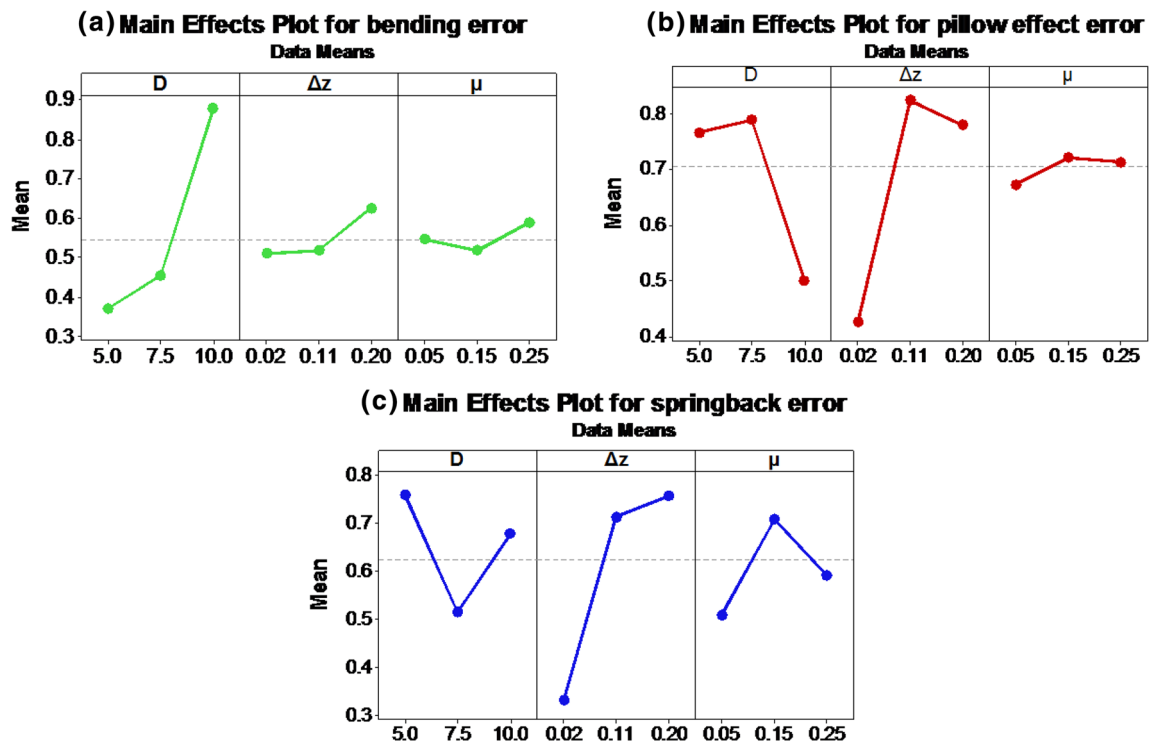 (a) Main Effects Plot for bending error
Data Means
D Δz μ
Mean
0.9
0.8
0.7
0.6
0.5
0.4
0.3
5.0 7.5 10.0 0.02 0.11 0.20 0.05 0.15 0.25
(b) Main Effects Plot for pillow effect error
Data Means
D Δz μ
Mean
0.8
0.7
0.6
0.5
0.4
5.0 7.5 10.0 0.02 0.11 0.20 0.05 0.15 0.25
(c) Main Effects Plot for springback error
Data Means
D Δz μ
Mean
0.8
0.7
0.6
0.5
0.4
0.3
5.0 7.5 10.0 0.02 0.11 0.20 0.05 0.15 0.25